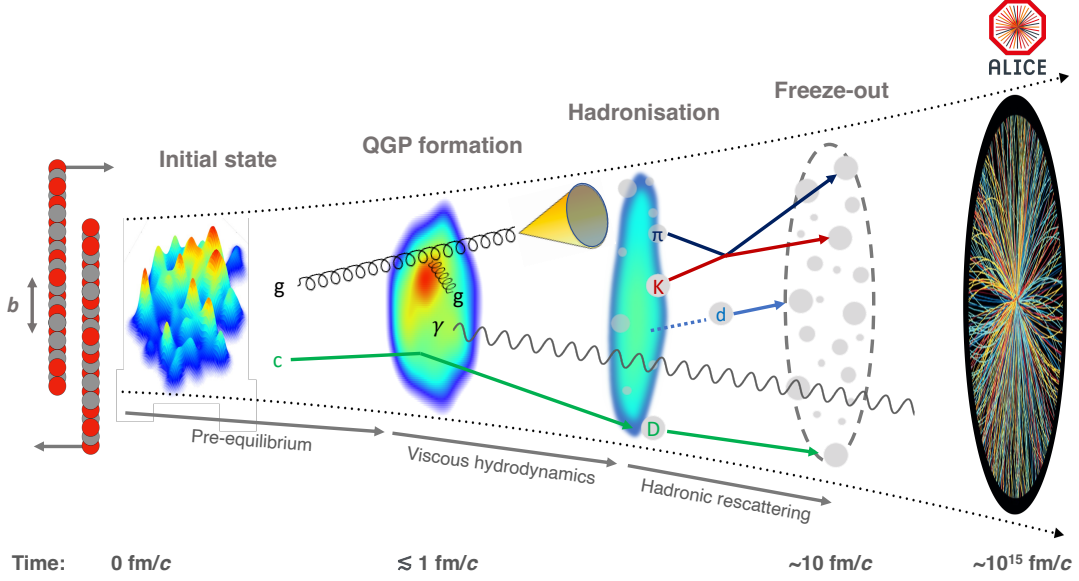 ALICE
Freeze-out
Hadronisation
QGP formation
Initial state
π
g
K
g
d
b
γ
c
D
Pre-equilibrium
Viscous hydrodynamics
Hadronic rescattering
Time: 0 fm/c ≲ 1 fm/c ~10 fm/c ~10¹⁵ fm/c